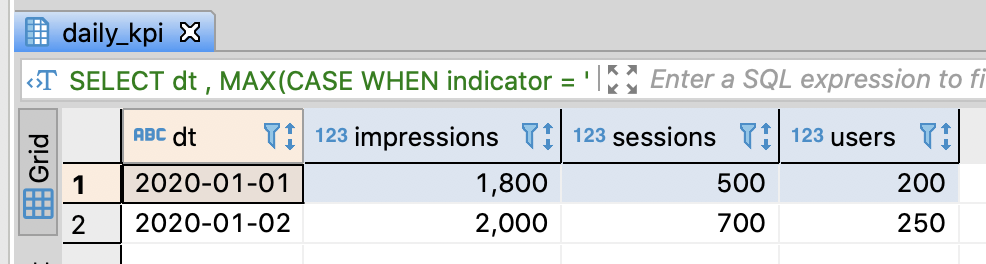 daily_kpi
SELECT dt , MAX(CASE WHEN indicator = ' Enter a SQL expression to fi
Grid
ABC dt 123 impressions 123 sessions 123 users
1 2020-01-01 1,800 500 200
2 2020-01-02 2,000 700 250